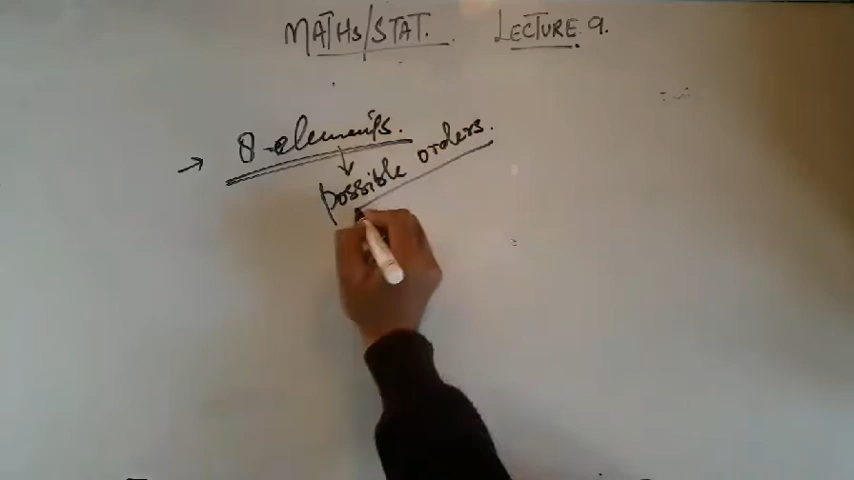 MATHS/STAT. LECTURE 9.
→ 8-elements.
↓
possible orders.